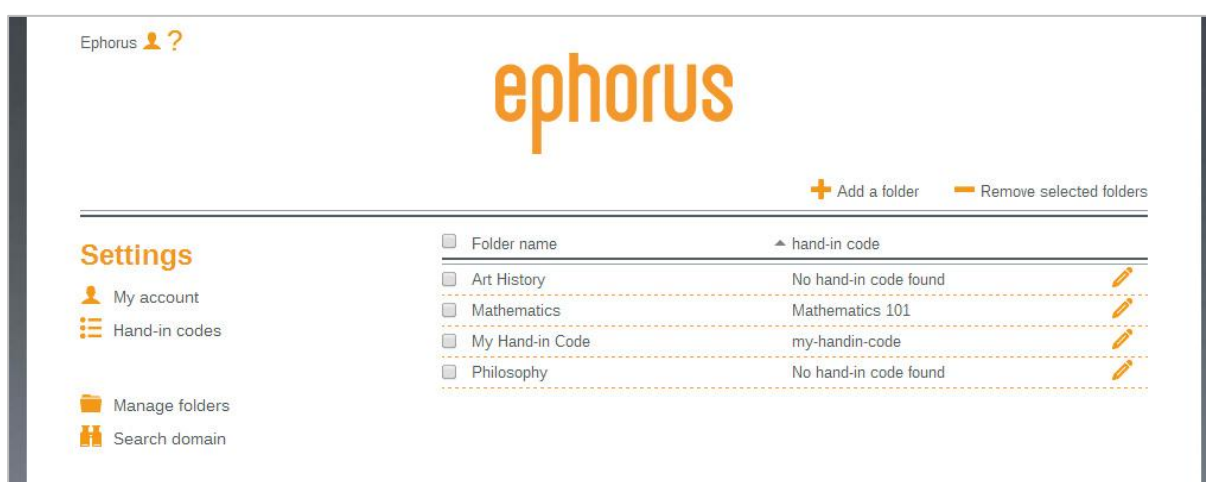 Ephorus ?
ephorus
Add a folder Remove selected folders
Settings
My account
Hand-in codes
Manage folders
Search domain
Folder name hand-in code
Art History No hand-in code found
Mathematics Mathematics 101
My Hand-in Code my-handin-code
Philosophy No hand-in code found